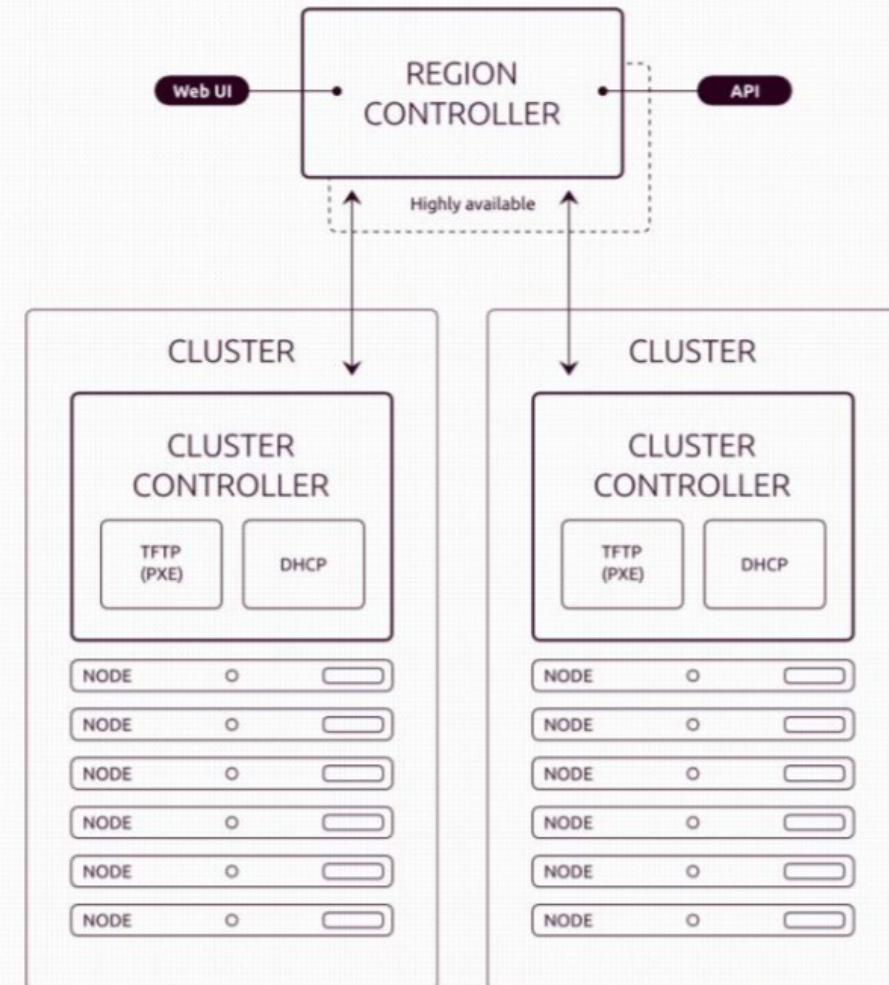 REGION
CONTROLLER
Web UI
API
Highly available
CLUSTER
CLUSTER
CONTROLLER
TFTP
(PXE)
DHCP
NODE
NODE
NODE
NODE
NODE
NODE
CLUSTER
CLUSTER
CONTROLLER
TFTP
(PXE)
DHCP
NODE
NODE
NODE
NODE
NODE
NODE